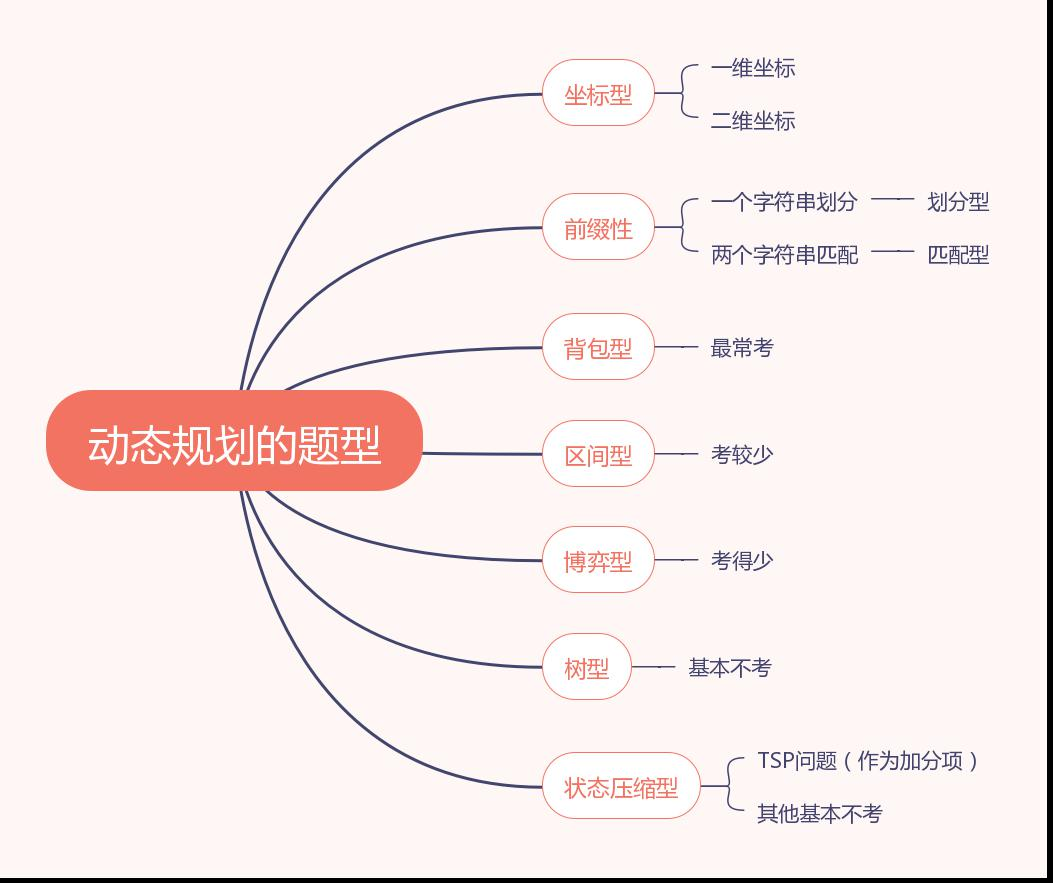 动态规划的题型
坐标型
一维坐标
二维坐标
前缀性
一个字符串划分
划分型
两个字符串匹配
匹配型
背包型
最常考
区间型
考较少
博弈型
考得少
树型
基本不考
状态压缩型
TSP问题（作为加分项）
其他基本不考